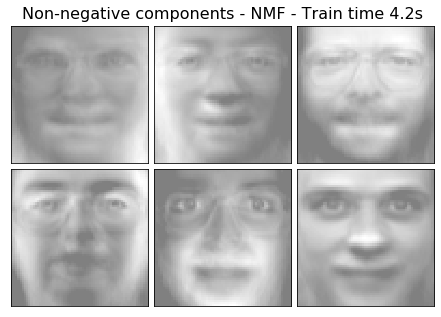 Non-negative components - NMF - Train time 4.2s